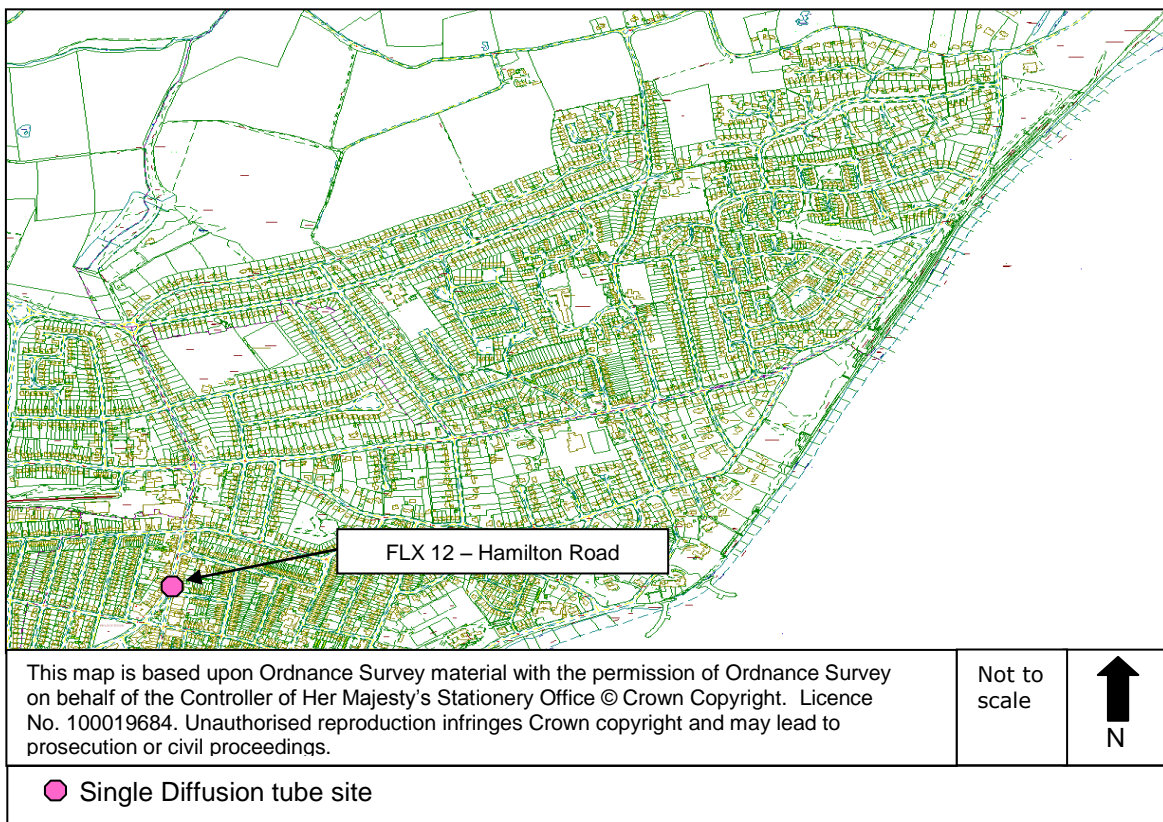 FLX 12 – Hamilton Road
This map is based upon Ordnance Survey material with the permission of Ordnance Survey
on behalf of the Controller of Her Majesty's Stationery Office © Crown Copyright. Licence
No. 100019684. Unauthorised reproduction infringes Crown copyright and may lead to
prosecution or civil proceedings.
Not to
scale
N
Single Diffusion tube site